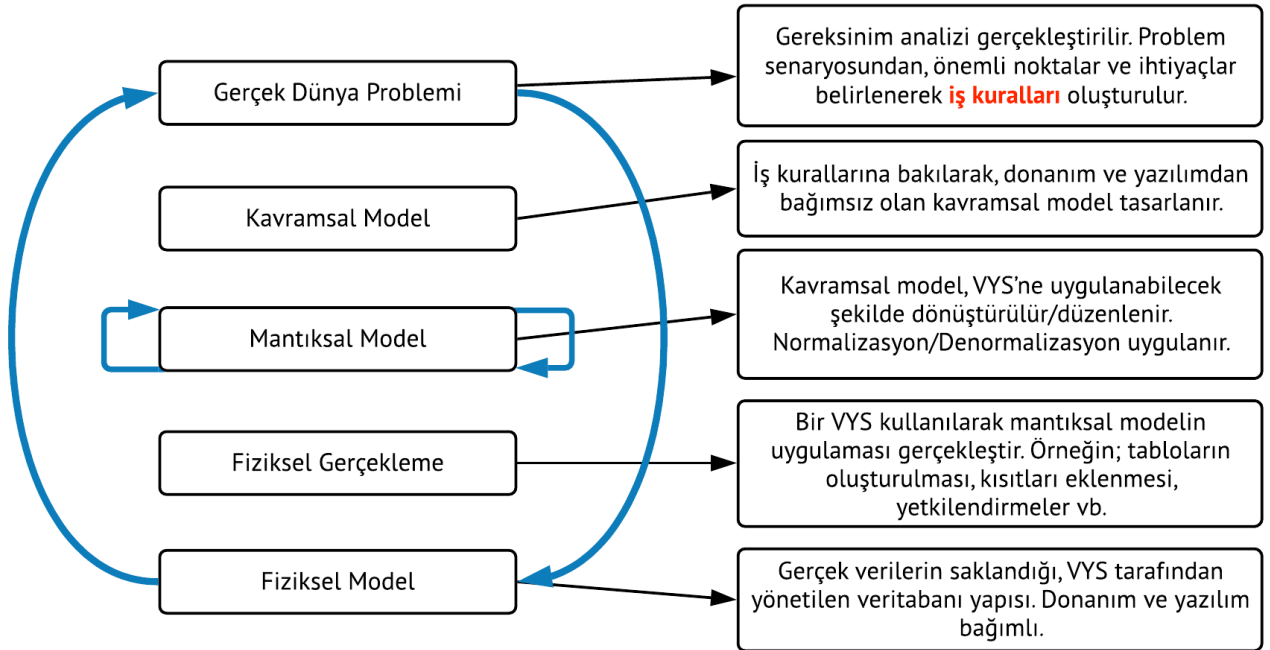 Gerçek Dünya Problemi
Gereksinim analizi gerçekleştirilir. Problem
senaryosundan, önemli noktalar ve ihtiyaçlar
belirlenerek iş kuralları oluşturulur.
Kavramsal Model
İş kurallarına bakılarak, donanım ve yazılımdan
bağımsız olan kavramsal model tasarlanır.
Mantıksal Model
Kavramsal model, VYS’ne uygulanabilecek
şekilde dönüştürülür/düzenlenir.
Normalizasyon/Denormalizasyon uygulanır.
Fiziksel Gerçekleme
Bir VYS kullanılarak mantıksal modelin
uygulaması gerçekleştir. Örneğin; tabloların
oluşturulması, kısıtları eklenmesi,
yetkilendirmeler vb.
Fiziksel Model
Gerçek verilerin saklandığı, VYS tarafından
yönetilen veritabanı yapısı. Donanım ve yazılım
bağımlı.